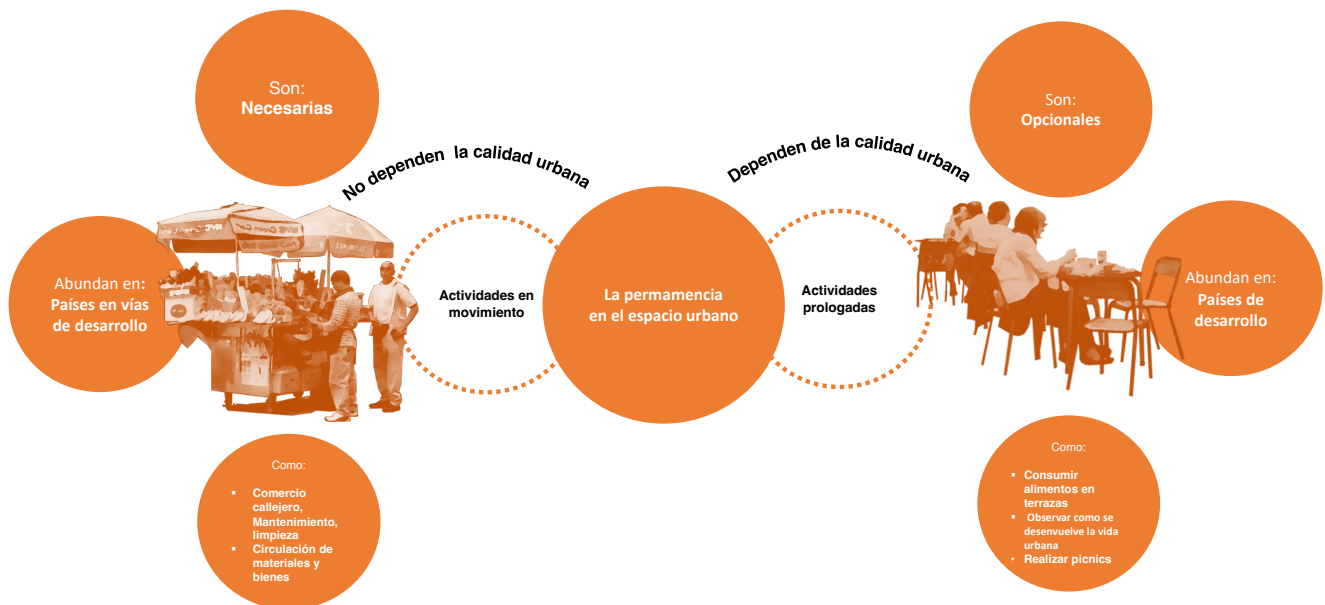 Son:
Necesarias
No dependen la calidad urbana
Abundan en:
Países en vías
de desarrollo
Actividades en
movimiento
Como:
▪ Comercio
callejero,
Mantenimiento,
limpieza
▪ Circulación de
materiales y
bienes
La permamencia
en el espacio urbano
Dependen de la calidad urbana
Son:
Opcionales
Actividades
prologadas
Abundan en:
Países de
desarrollo
Como:
▪ Consumir
alimentos en
terrazas
▪ Observar como se
desenvuelve la vida
urbana
• Realizar picnics